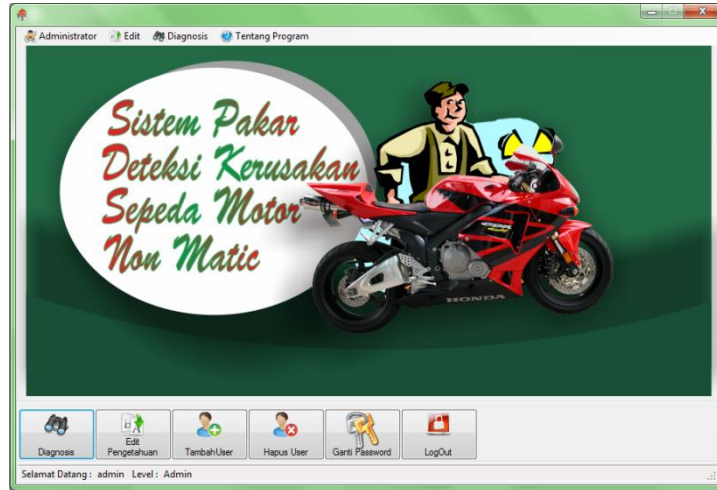 Administrator Edit Diagnosis Tentang Program
Sistem Pakar
Deteksi Kerusakan
Sepeda Motor
Non Matic
HONDA
Diagnosis
Edit
Pengetahuan
TambahUser
Hapus User
Ganti Password
LogOut
Selamat Datang : admin Level : Admin